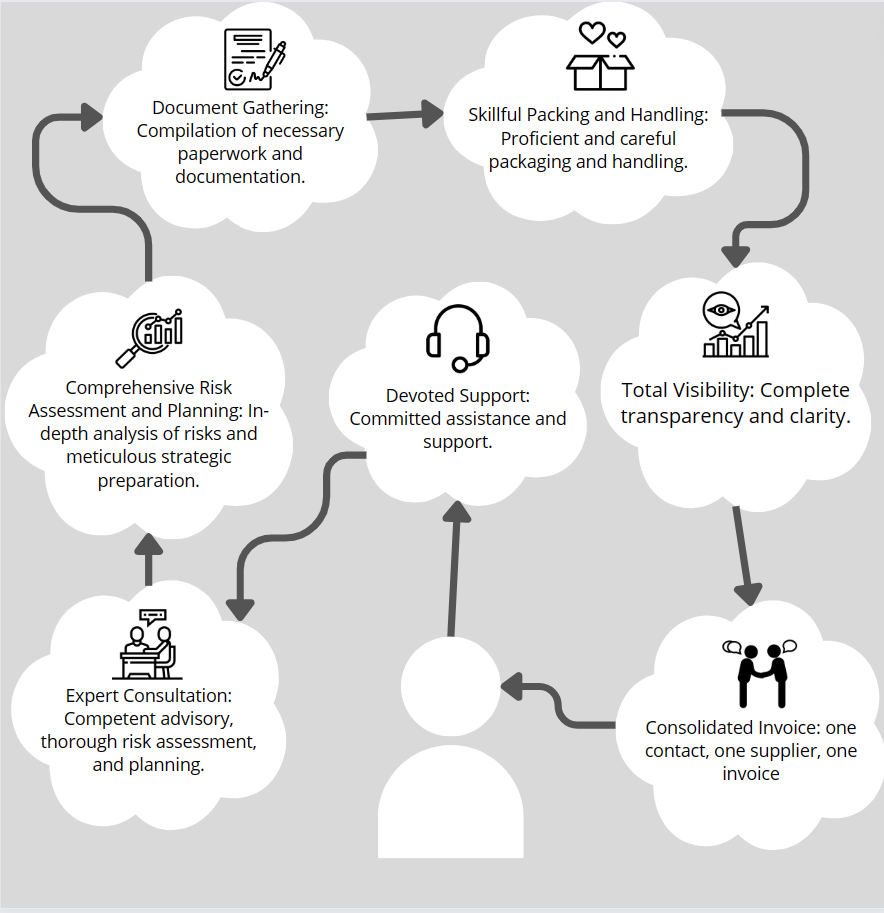 Document Gathering:
Compilation of necessary
paperwork and
documentation.
Skillful Packing and Handling:
Proficient and careful
packaging and handling.
Total Visibility: Complete
transparency and clarity.
Devoted Support:
Committed assistance and
support.
Comprehensive Risk
Assessment and Planning: In-
depth analysis of risks and
meticulous strategic
preparation.
Expert Consultation:
Competent advisory,
thorough risk assessment,
and planning.
Consolidated Invoice: one
contact, one supplier, one
invoice